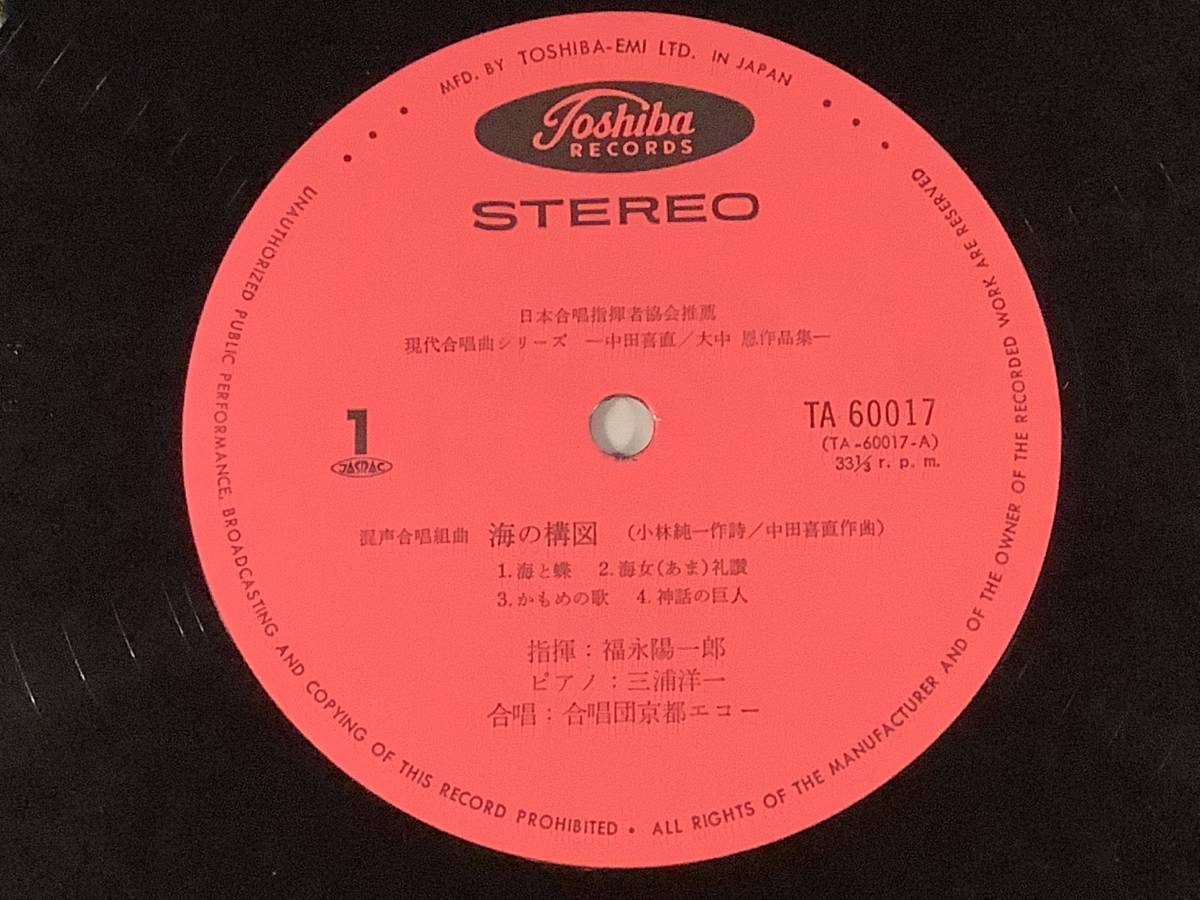 MFD. BY TOSHIBA-EMI LTD. IN JAPAN
Toshiba
RECORDS
STEREO
日本合唱指揮者協会推薦
現代合唱曲シリーズ ―中田喜直/大中 恩作品集―
1
JASRAC
TA 60017
(TA-60017-A)
33⅓ r. p. m.
混声合唱組曲 海の構図 (小林純一作詩/中田喜直作曲)
1.海と蝶 2.海女(あま)礼讃
3.かもめの歌 4.神話の巨人
指揮:福永陽一郎
ピアノ:三浦洋一
合唱:合唱団京都エコー
UNAUTHORIZED PUBLIC PERFORMANCE, BROADCASTING AND COPYING OF THIS RECORD PROHIBITED • ALL RIGHTS OF THE MANUFACTURER AND OF THE OWNER OF THE RECORDED WORK ARE RESERVED